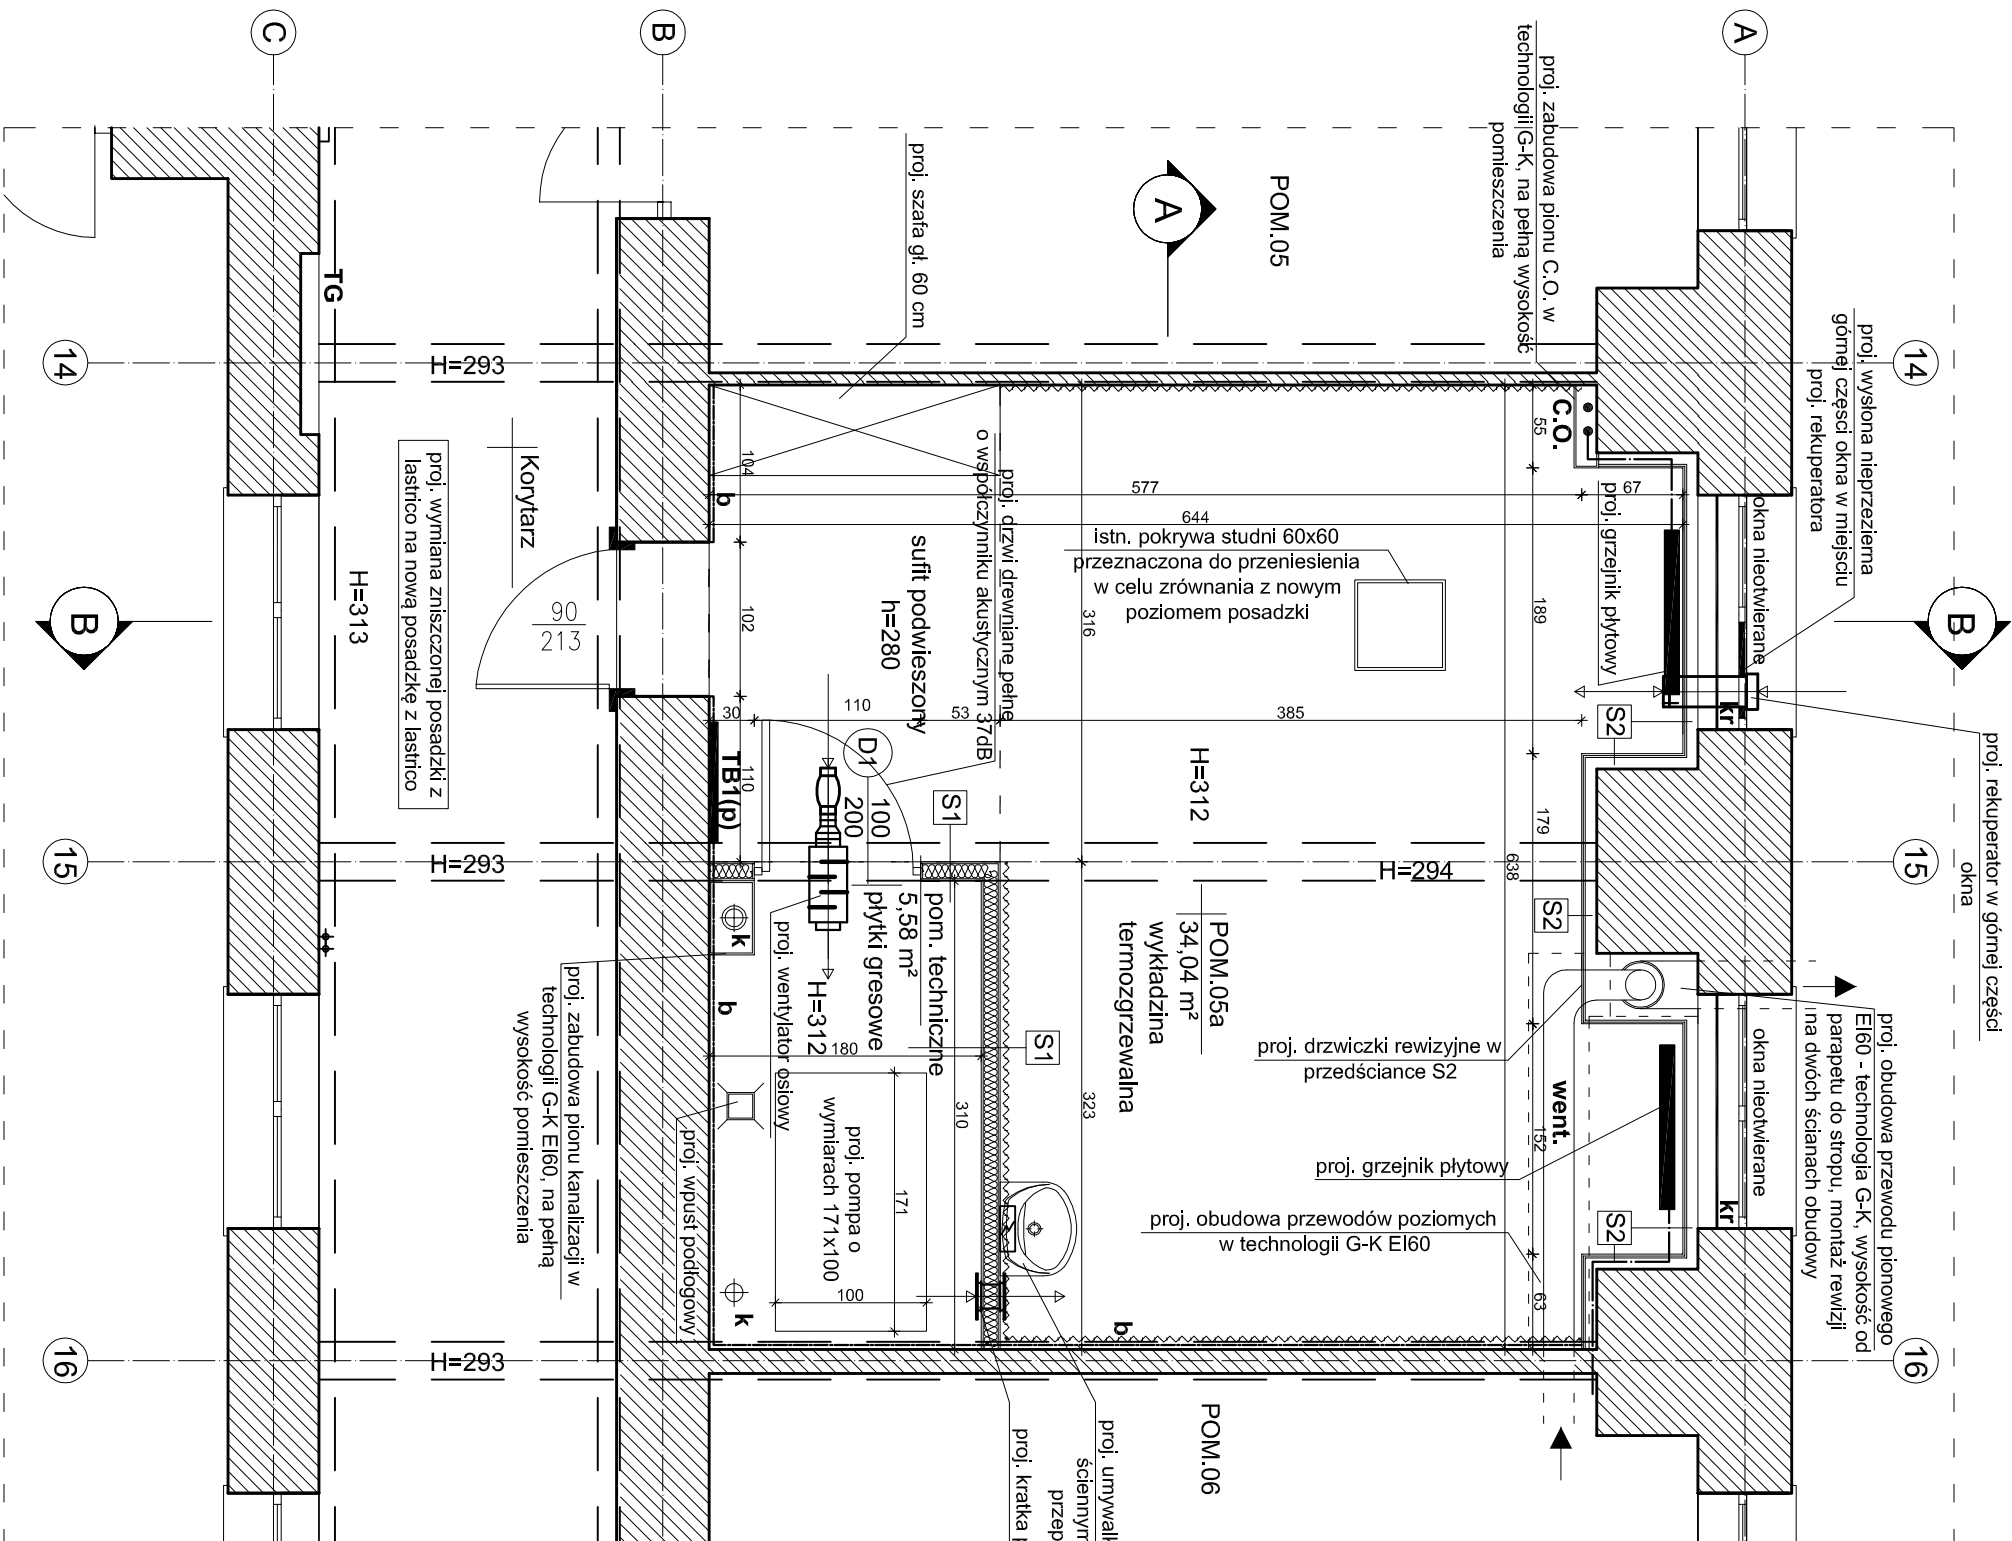 C
B
A
proj. zabudowa pionu C.O. w
technologii G-K, na pełną wysokość
pomieszczenia
POM.05
A
proj. szafa gł. 60 cm
TG
proj. wysłona nieprzezierna
górnej części okna w miejściu
proj. rekuperatora
14
H=293
14
C.O.
55
proj. wymiana zniszczonej posadzki z
lastrico na nową posadzkę z lastrico
Korytarz
104
b
577
67
644
proj. drzwi drewniane pełne
o współczynniku akustycznym 37dB
istn. pokrywa studni 60x60
przeznaczona do przeniesienia
w celu zrównania z nowym
poziomem posadzki
proj. grzejnik płytowy
okna nieotwierane
sufit podwieszony
h=280
H=313
90
213
102
316
189
B
B
30
110
53
385
kr
S2
proj. rekuperator w górnej części
okna
TB1(p)
110
D1
100
200
S1
H=312
179
15
H=293
H=294
638
15
S2
k
pom. techniczne
5,58 m²
płytki gresowe
H=312
proj. wentylator osiowy
POM.05a
34,04 m²
wykładzina
termozgrzewalna
proj. zabudowa pionu kanalizacji w
technologii G-K EI60, na pełną
wysokość pomieszczenia
b
180
S1
proj. drzwiczki rewizyjne w
przedściance S2
proj. obudowa przewodu pionowego
EI60 - technologia G-K, wysokość od
parapetu do stropu, montaż rewizji
na dwóch ścianach obudowy
okna nieotwierane
went.
152
310
323
proj. pompa o
wymiarach 171x100
171
100
proj. wpust podłogowy
proj. grzejnik płytowy
proj. obudowa przewodów poziomych
w technologii G-K EI60
kr
S2
63
k
b
16
H=293
16
POM.06
proj. kratka